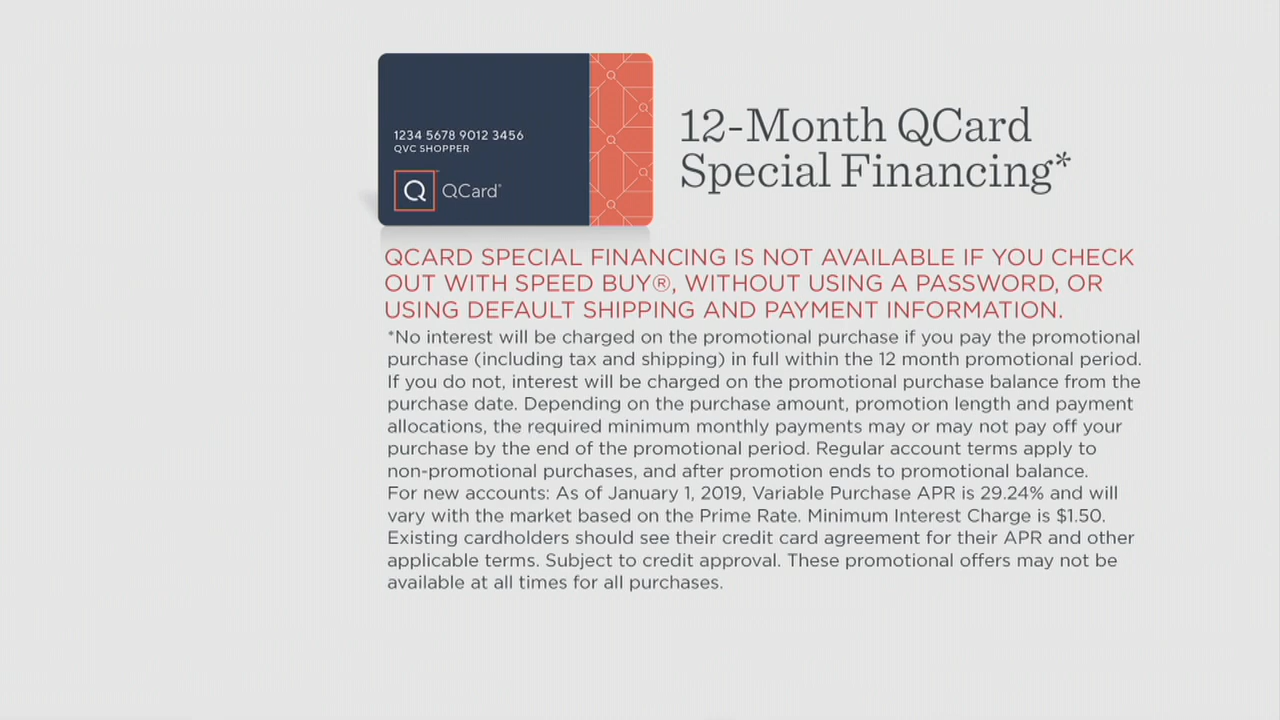 1234 5678 9012 3456
QVC SHOPPER
Q QCard®
12-Month QCard
Special Financing*
QCARD SPECIAL FINANCING IS NOT AVAILABLE IF YOU CHECK
OUT WITH SPEED BUY®, WITHOUT USING A PASSWORD, OR
USING DEFAULT SHIPPING AND PAYMENT INFORMATION.
*No interest will be charged on the promotional purchase if you pay the promotional
purchase (including tax and shipping) in full within the 12 month promotional period.
If you do not, interest will be charged on the promotional purchase balance from the
purchase date. Depending on the purchase amount, promotion length and payment
allocations, the required minimum monthly payments may or may not pay off your
purchase by the end of the promotional period. Regular account terms apply to
non-promotional purchases, and after promotion ends to promotional balance.
For new accounts: As of January 1, 2019, Variable Purchase APR is 29.24% and will
vary with the market based on the Prime Rate. Minimum Interest Charge is $1.50.
Existing cardholders should see their credit card agreement for their APR and other
applicable terms. Subject to credit approval. These promotional offers may not be
available at all times for all purchases.